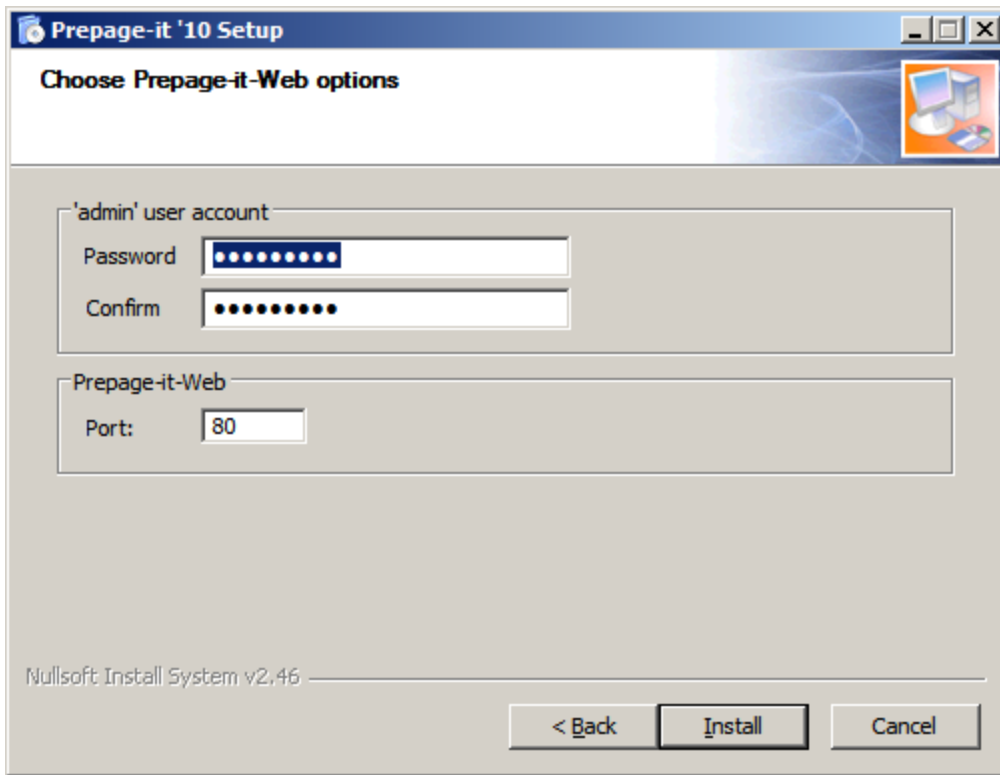 Prepage-it '10 Setup
Choose Prepage-it-Web options
'admin' user account
Password ●●●●●●●●●
Confirm ●●●●●●●●●
Prepage-it-Web
Port: 80
Nullsoft Install System v2.46
< Back Install Cancel